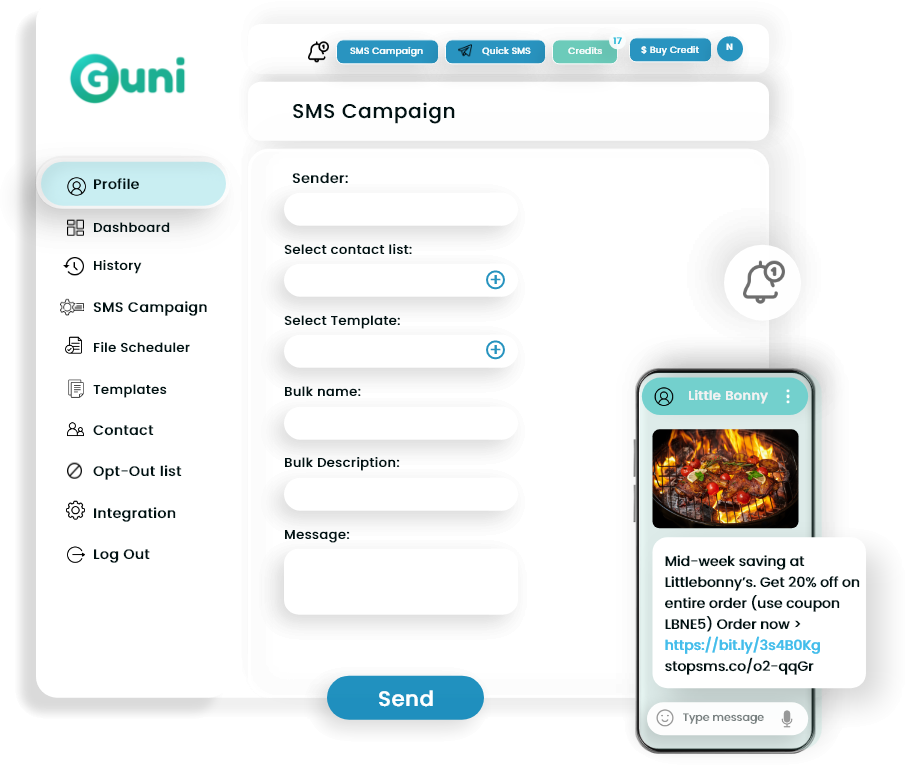 Guni
1
SMS Campaign
Quick SMS
Credits
17
$ Buy Credit
N
SMS Campaign
Profile
Dashboard
History
SMS Campaign
File Scheduler
Templates
Contact
Opt-Out list
Integration
Log Out
Sender:
Select contact list:
Select Template:
Bulk name:
Bulk Description:
Message:
Send
1
Little Bonny
Mid-week saving at
Littlebonny's. Get 20% off on
entire order (use coupon
LBNE5) Order now >
https://bit.ly/3s4B0Kg
stopsms.co/o2-qqGr
Type message